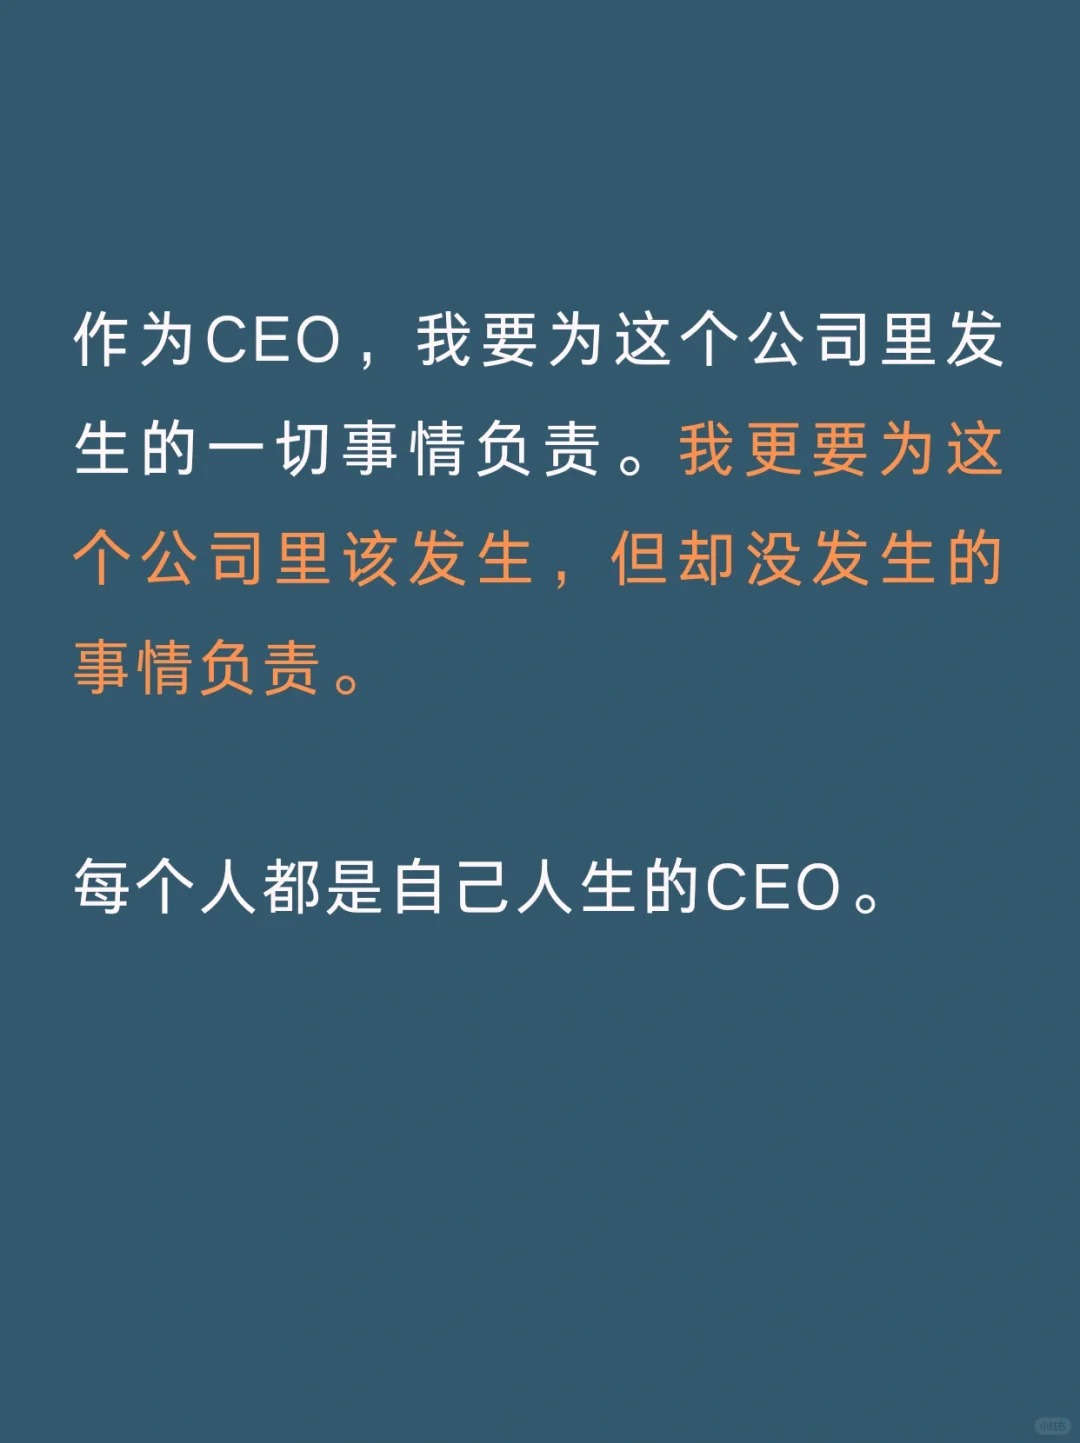 作为CEO，我要为这个公司里发
生的一切事情负责。我更要为这
个公司里该发生，但却没发生的
事情负责。
每个人都是自己人生的CEO。
小红书